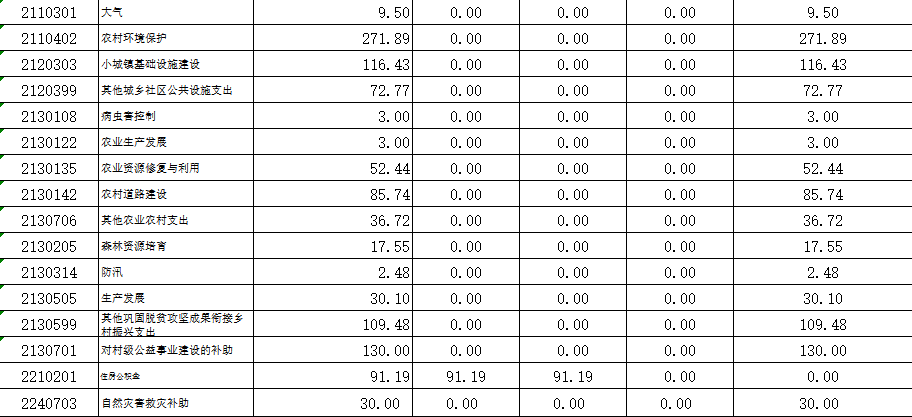 2110301 大气 9.50 0.00 0.00 0.00 9.50
2110402 农村环境保护 271.89 0.00 0.00 0.00 271.89
2120303 小城镇基础设施建设 116.43 0.00 0.00 0.00 116.43
2120399 其他城乡社区公共设施支出 72.77 0.00 0.00 0.00 72.77
2130108 病虫害控制 3.00 0.00 0.00 0.00 3.00
2130122 农业生产发展 3.00 0.00 0.00 0.00 3.00
2130135 农业资源修复与利用 52.44 0.00 0.00 0.00 52.44
2130142 农村道路建设 85.74 0.00 0.00 0.00 85.74
2130706 其他农业农村支出 36.72 0.00 0.00 0.00 36.72
2130205 森林资源培育 17.55 0.00 0.00 0.00 17.55
2130314 防汛 2.48 0.00 0.00 0.00 2.48
2130505 生产发展 30.10 0.00 0.00 0.00 30.10
2130599 其他巩固脱贫攻坚成果衔接乡 109.48 0.00 0.00 0.00 109.48
村振兴支出
2130701 对村级公益事业建设的补助 130.00 0.00 0.00 0.00 130.00
2210201 住房公积金 91.19 91.19 91.19 0.00 0.00
2240703 自然灾害救灾补助 30.00 0.00 0.00 0.00 30.00